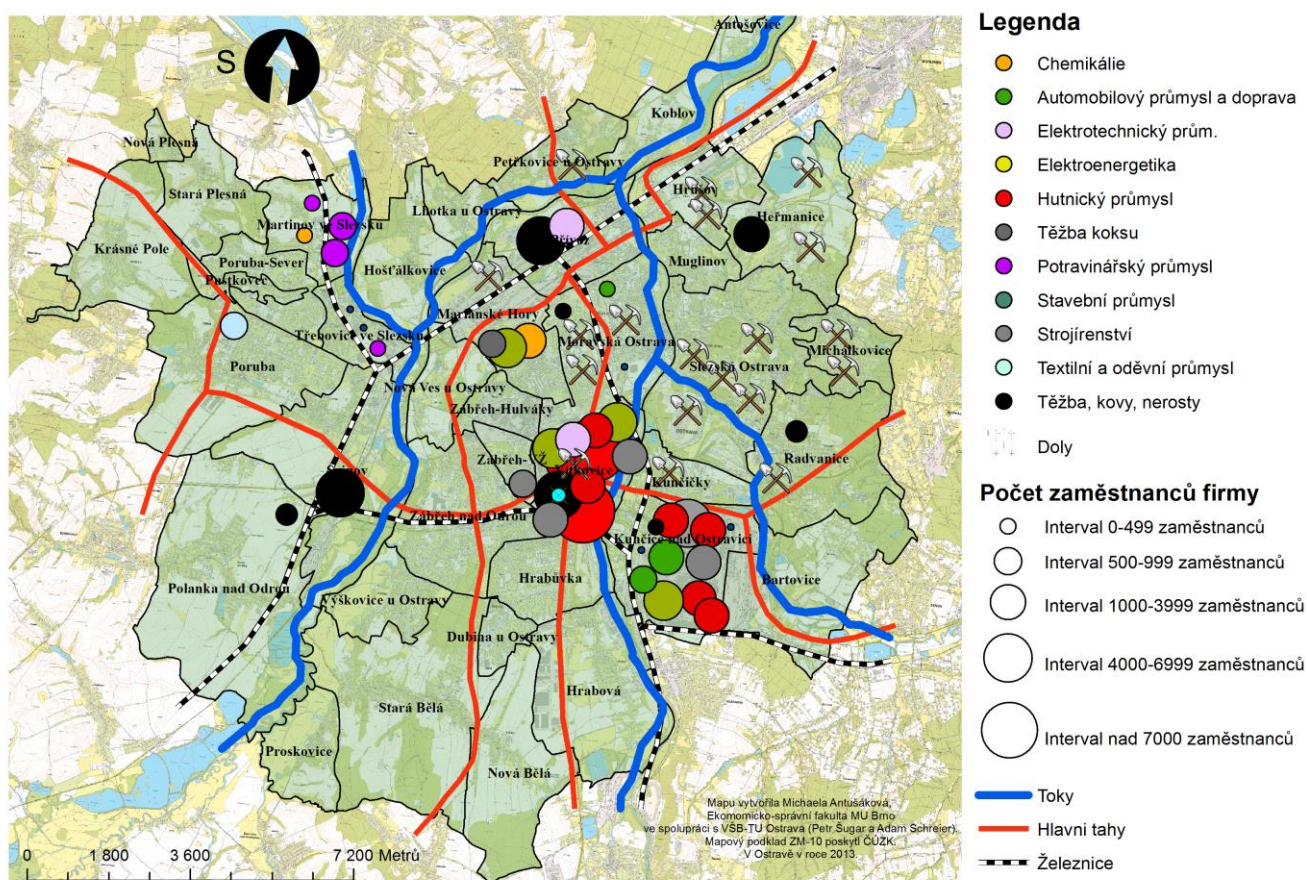 Antošovice
S
Koblov
Nová Plesná
Petřkovice u Ostravy
Stará Plesná
Hrušov
Lhotka u Ostravy
Heřmanice
Martinov ve Slezsku
Krásné Pole
Přívoz
Poruba-Sever
Hošťálkovice
Muglinov
Pustkovec
Mariánské Hory
Třebovice ve Slezsku
Moravská Ostrava
Michálkovice
Slezská Ostrava
Poruba
Nová Ves u Ostravy
Zábřeh-Hulváky
Radvanice
Zábřeh-VŽ
Vítkovice
Kunčičky
Svinov
Zábřeh nad Odrou
Kunčice nad Ostravicí
Hrabůvka
Bartovice
Polanka nad Odrou
Výškovice u Ostravy
Dubina u Ostravy
Hrabová
Stará Bělá
Proskovice
Nová Bělá
Mapu vytvořila Michaela Antušáková,
Ekomomicko-správní fakulta MU Brno
ve spolupráci s VŠB-TU Ostrava (Petr Šugar a Adam Schreier).
Mapový podklad ZM-10 poskytl ČÚZK.
V Ostravě v roce 2013.
0 1 800 3 600 7 200 Metrů
Legenda
Chemikálie
Automobilový průmysl a doprava
Elektrotechnický prům.
Elektroenergetika
Hutnický průmysl
Těžba koksu
Potravinářský průmysl
Stavební průmysl
Strojírenství
Textilní a oděvní průmysl
Těžba, kovy, nerosty
Doly
Počet zaměstnanců firmy
Interval 0-499 zaměstnanců
Interval 500-999 zaměstnanců
Interval 1000-3999 zaměstnanců
Interval 4000-6999 zaměstnanců
Interval nad 7000 zaměstnanců
Toky
Hlavni tahy
Železnice